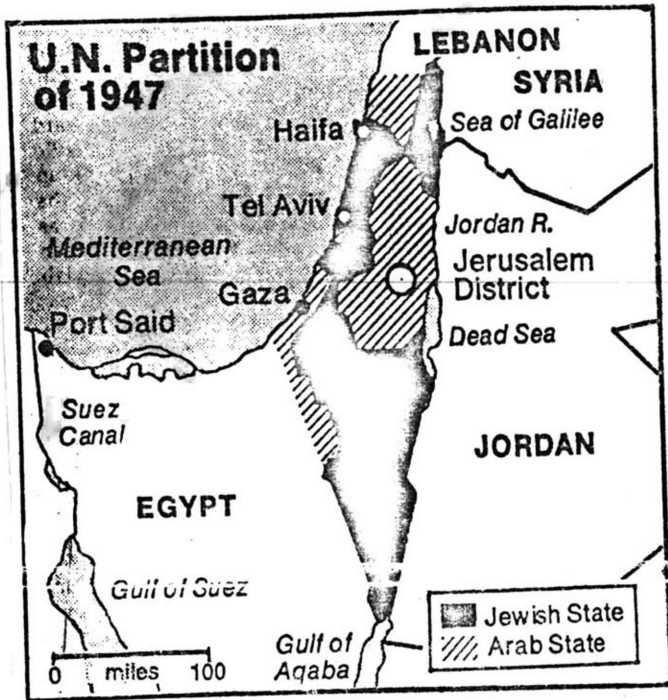 U.N. Partition
of 1947
LEBANON
SYRIA
Haifa
Sea of Galilee
Tel Aviv
Jordan R.
Mediterranean
Sea
Jerusalem
District
Gaza
Port Said
Dead Sea
Suez
Canal
JORDAN
EGYPT
Gulf of Suez
Jewish State
Arab State
Gulf of
Aqaba
0 miles 100